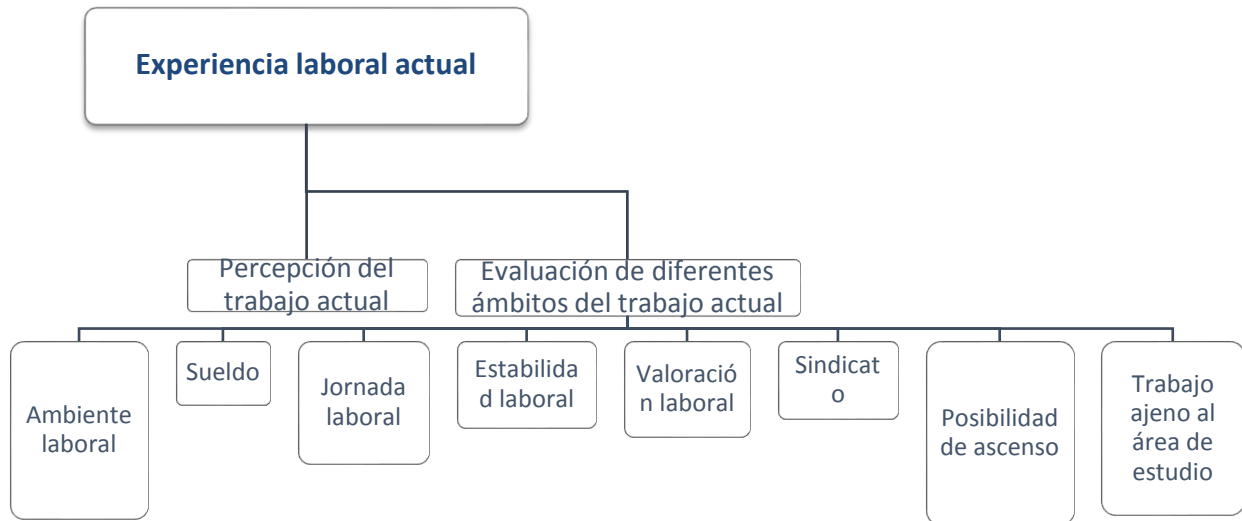 Experiencia laboral actual
Percepción del
trabajo actual
Evaluación de diferentes
ámbitos del trabajo actual
Ambiente
laboral
Sueldo
Jornada
laboral
Estabilida
d laboral
Valoració
n laboral
Sindicat
o
Posibilidad
de ascenso
Trabajo
ajeno al
área de
estudio